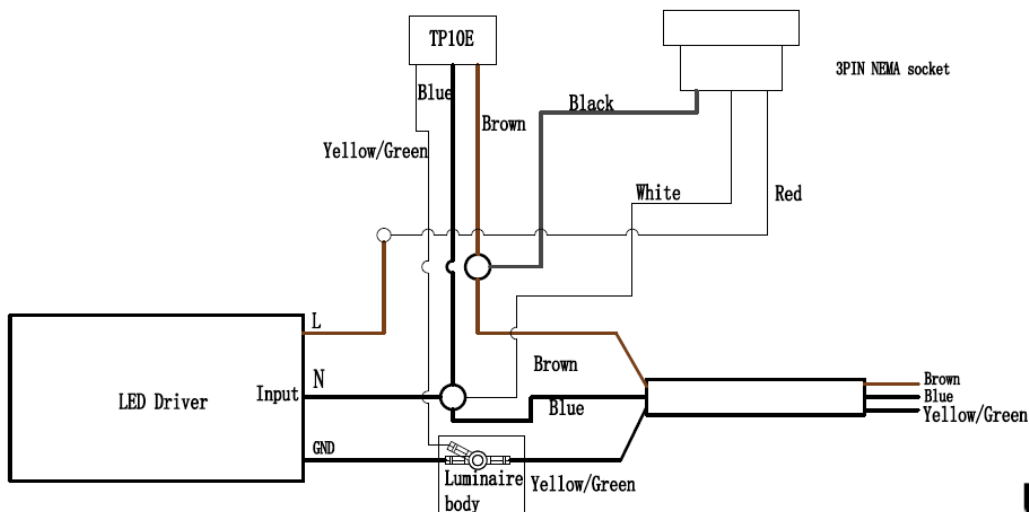 TP10E
3PIN NEMA socket
Blue
Black
Brown
Yellow/Green
White
Red
L
Brown
Brown
N
Input
LED Driver
Blue
Blue
Yellow/Green
GND
Luminaire
body
Yellow/Green